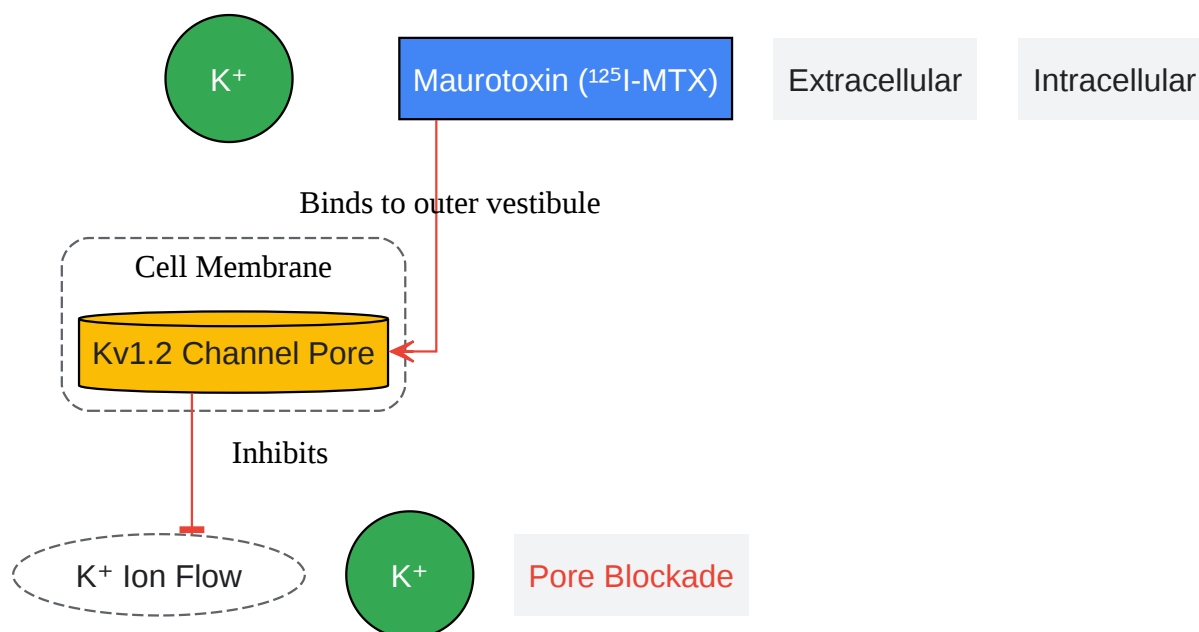 K⁺
Maurotoxin (¹²⁵I-MTX)
Extracellular
Intracellular
Binds to outer vestibule
Cell Membrane
Kv1.2 Channel Pore
Inhibits
K⁺ Ion Flow
K⁺
Pore Blockade